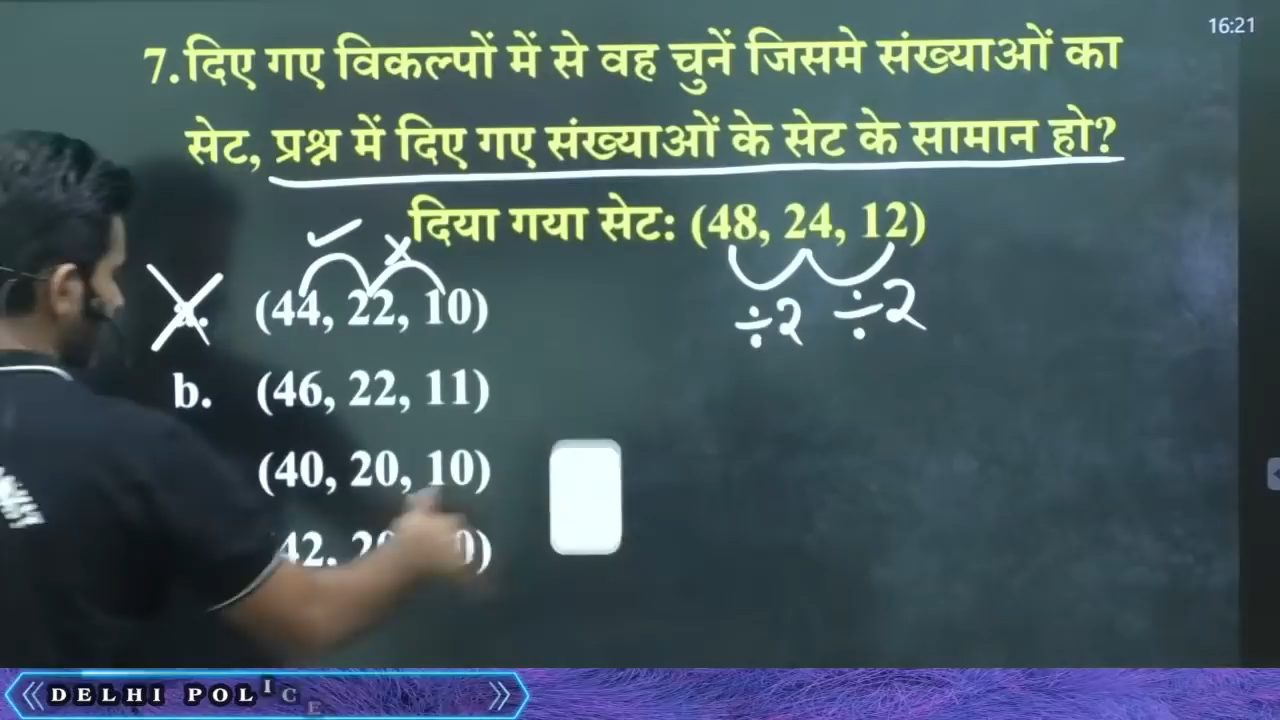 16:21
7.दिए गए विकल्पों में से वह चुनें जिसमे संख्याओं का
सेट, प्रश्न में दिए गए संख्याओं के सेट के सामान हो?
दिया गया सेट: (48, 24, 12)
÷2 ÷2
a. (44, 22, 10)
b. (46, 22, 11)
(40, 20, 10)
42,
DELHI POLICE